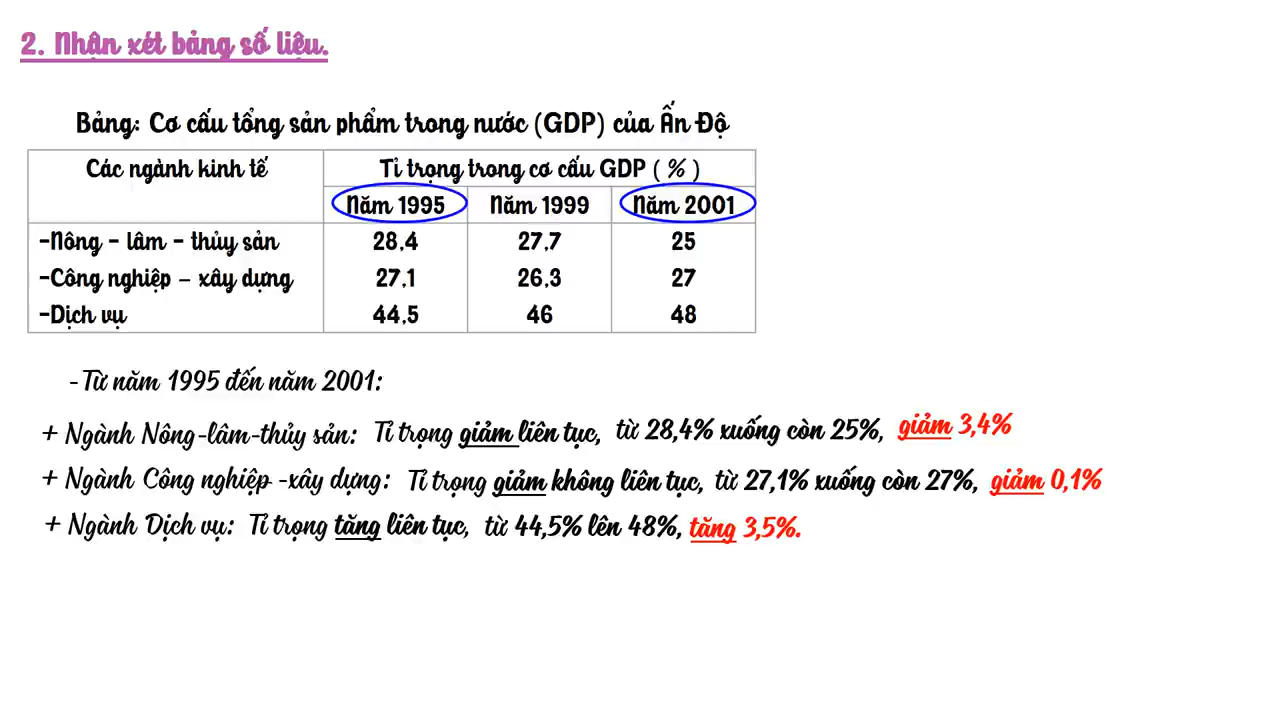 2. Nhận xét bảng số liệu.
Bảng: Cơ cấu tổng sản phẩm trong nước (GDP) của Ấn Độ
Các ngành kinh tế Tỉ trọng trong cơ cấu GDP ( % )
Năm 1995 Năm 1999 Năm 2001
-Nông - lâm - thủy sản 28,4 27,7 25
-Công nghiệp – xây dựng 27,1 26,3 27
-Dịch vụ 44,5 46 48
-Từ năm 1995 đến năm 2001:
+ Ngành Nông-lâm-thủy sản: Tỉ trọng giảm liên tục, từ 28,4% xuống còn 25%, giảm 3,4%
+ Ngành Công nghiệp -xây dựng: Tỉ trọng giảm không liên tục, từ 27,1% xuống còn 27%, giảm 0,1%
+ Ngành Dịch vụ: Tỉ trọng tăng liên tục, từ 44,5% lên 48%, tăng 3,5%.